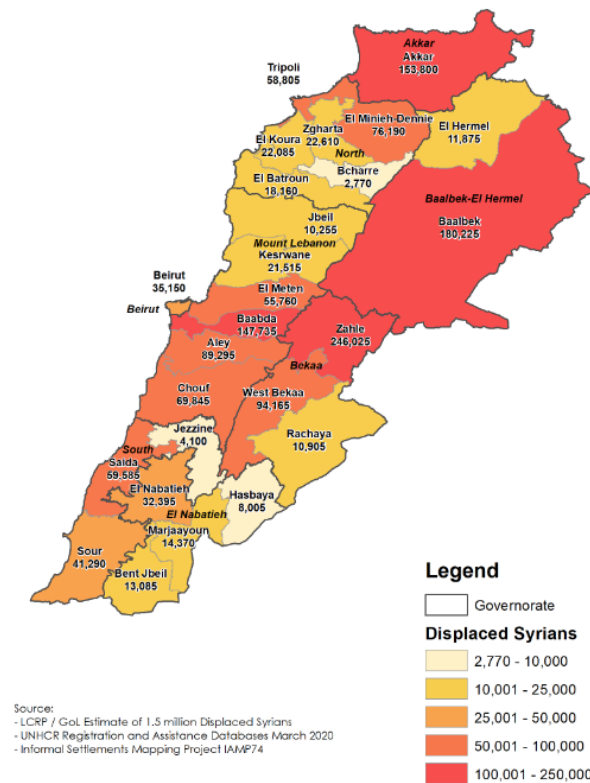 Akkar
Akkar
153,800
Tripoli
58,805
El Minieh-Dennie
76,190
Zgharta
22,610
El Koura
22,085
North
El Hermel
11,875
Bcharre
2,770
El Batroun
18,160
Baalbek-El Hermel
Baalbek
180,225
Jbeil
10,255
Mount Lebanon
Kesrwane
21,515
Beirut
35,150
Beirut
El Meten
55,760
Baabda
147,735
Zahle
246,025
Aley
89,295
Bekaa
Chouf
69,845
West Bekaa
94,165
Rachaya
10,905
Jezzine
4,100
South
Saida
59,585
El Nabatieh
32,395
Hasbaya
8,005
El Nabatieh
Marjaayoun
14,370
Sour
41,290
Bent Jbeil
13,085
Legend
Governorate
Displaced Syrians
2,770 - 10,000
10,001 - 25,000
25,001 - 50,000
50,001 - 100,000
100,001 - 250,000
Source:
- LCRP / GoL Estimate of 1.5 million Displaced Syrians
- UNHCR Registration and Assistance Databases March 2020
- Informal Settlements Mapping Project IAMP74